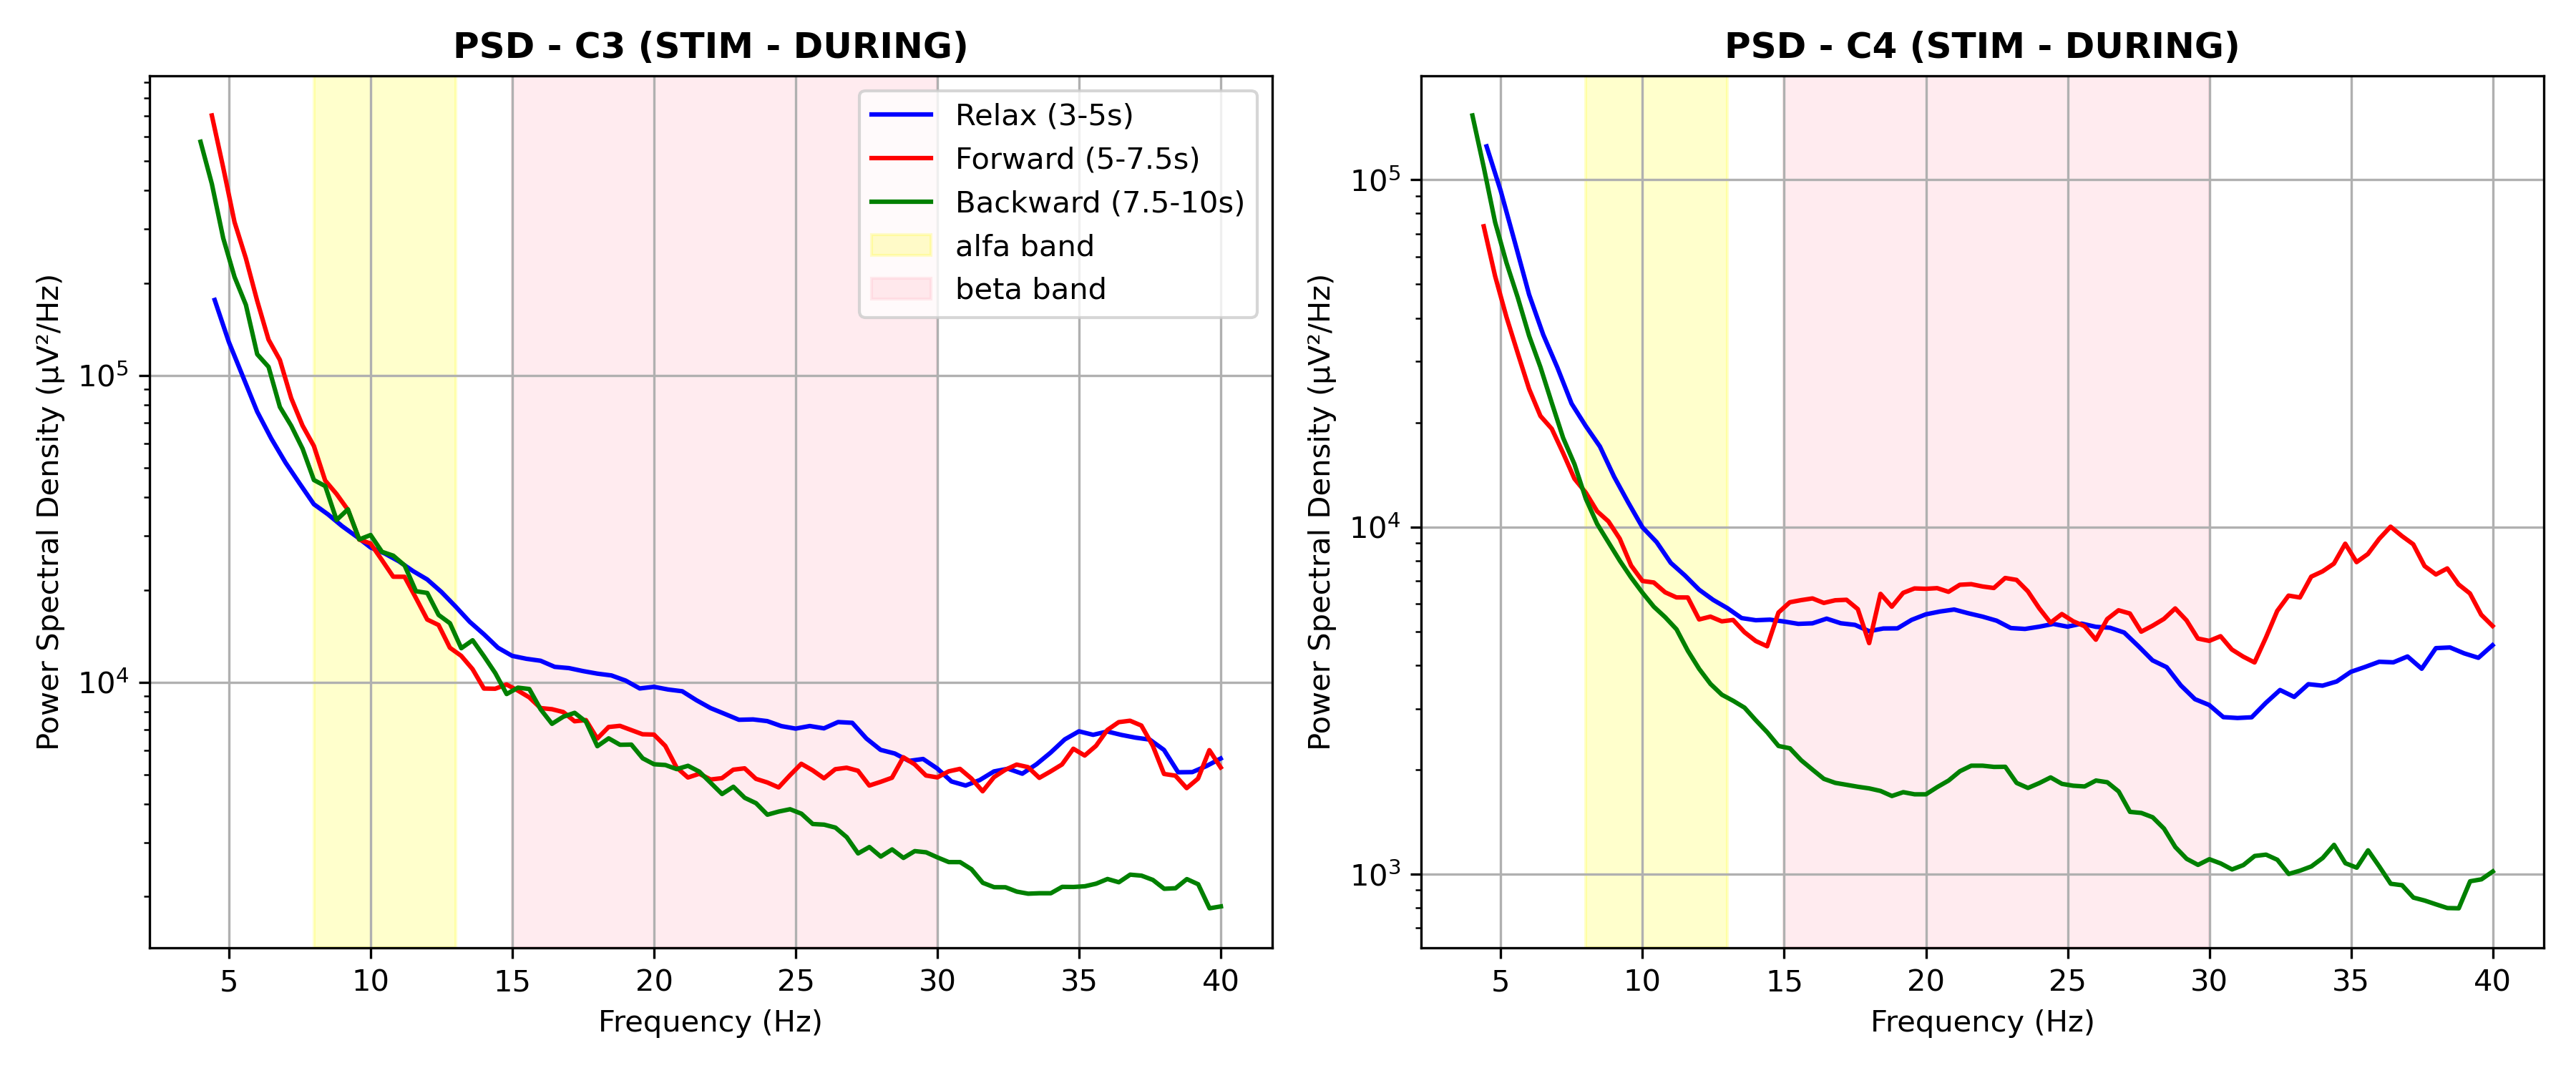 PSD - C3 (STIM - DURING)
Power Spectral Density (µV²/Hz)
10⁵
10⁴
5 10 15 20 25 30 35 40
Frequency (Hz)
Relax (3-5s)
Forward (5-7.5s)
Backward (7.5-10s)
alfa band
beta band
PSD - C4 (STIM - DURING)
Power Spectral Density (µV²/Hz)
10⁵
10⁴
10³
5 10 15 20 25 30 35 40
Frequency (Hz)